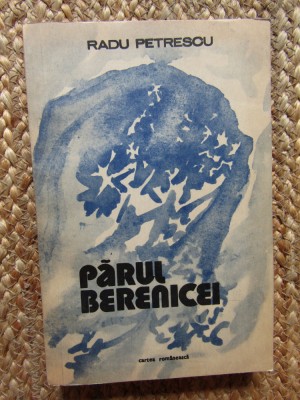 RADU PETRESCU
PĂRUL
BERENICEI
cartea românească